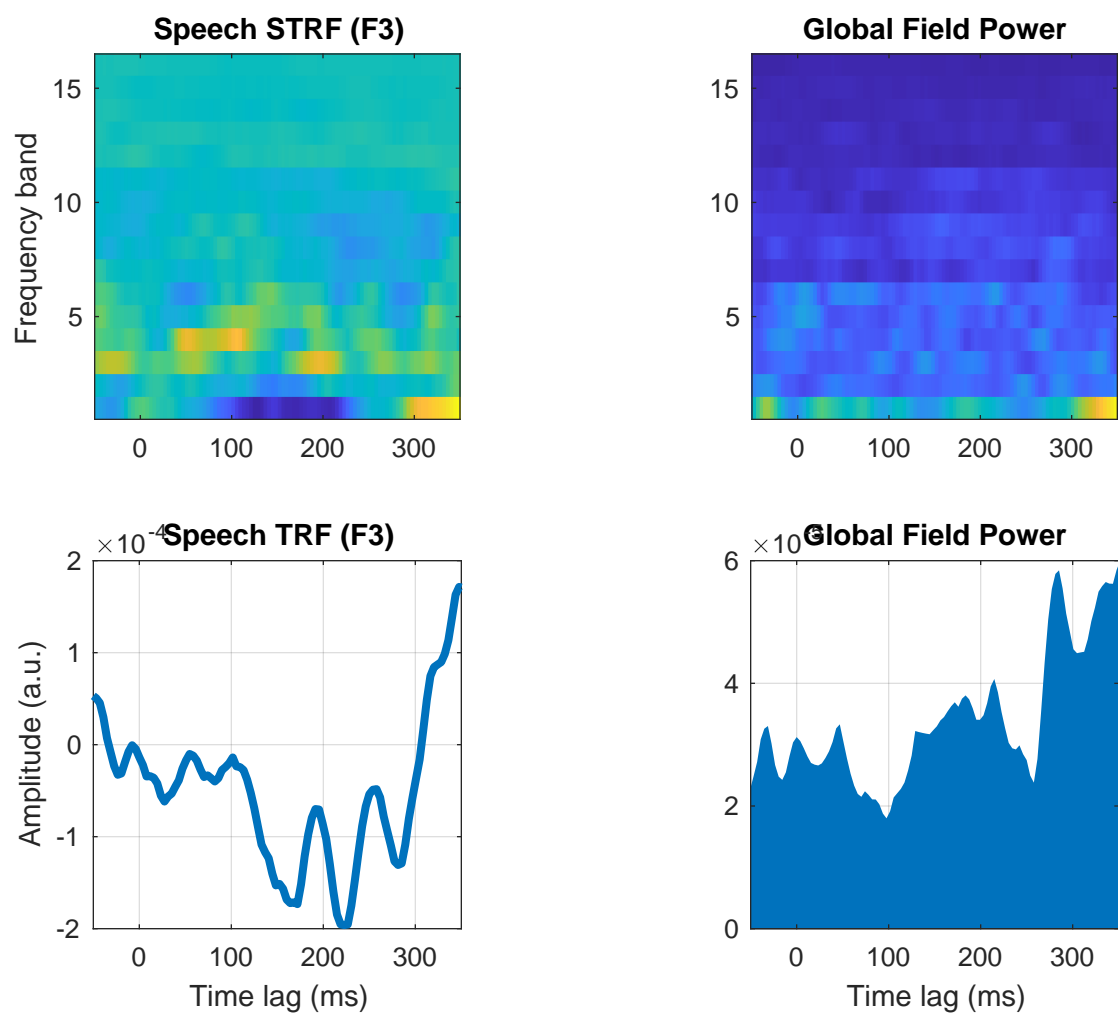 Speech STRF (F3)
Frequency band
15
10
5
0 100 200 300
Global Field Power
15
10
5
0 100 200 300
Speech TRF (F3)
×10-4
Amplitude (a.u.)
2
1
0
-1
-2
0 100 200 300
Time lag (ms)
Global Field Power
×10
6
4
2
0
0 100 200 300
Time lag (ms)